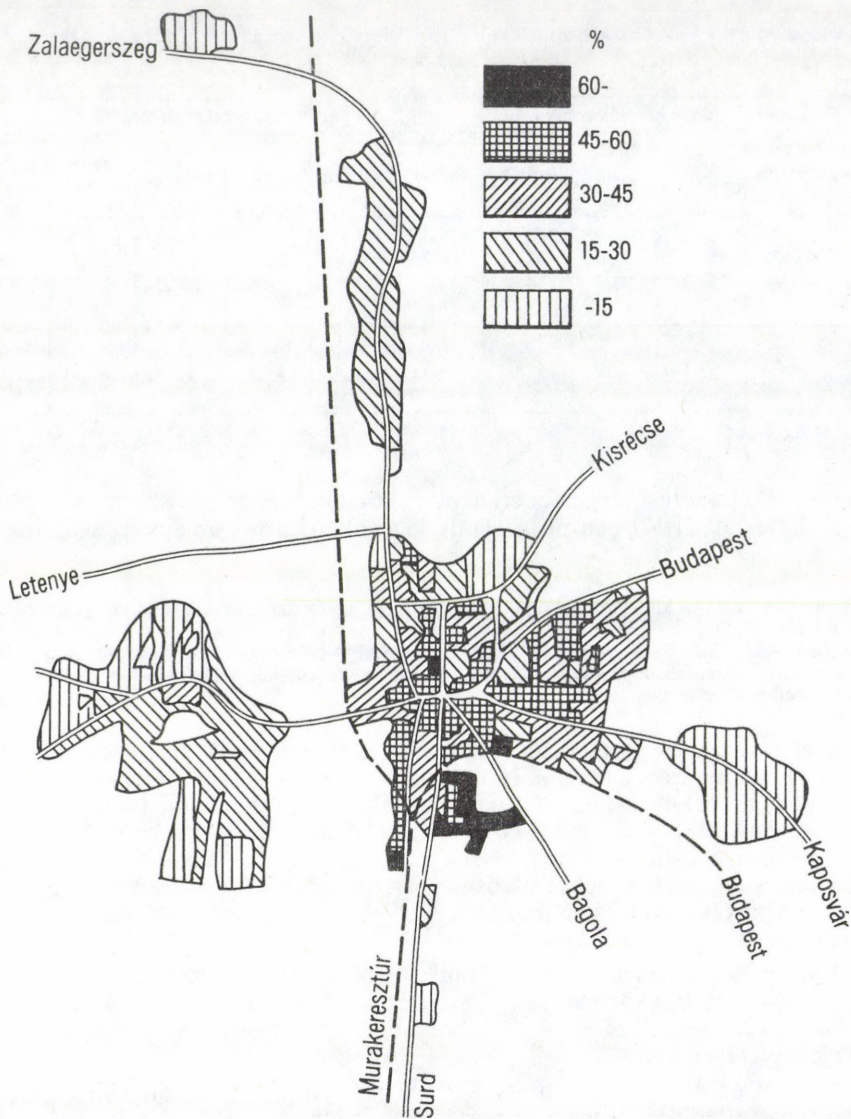 Zalaegerszeg
%
60-
45-60
30-45
15-30
-15
Kisrécse
Budapest
Letenye
Kaposvár
Budapest
Bagola
Murakeresztúr
Surd